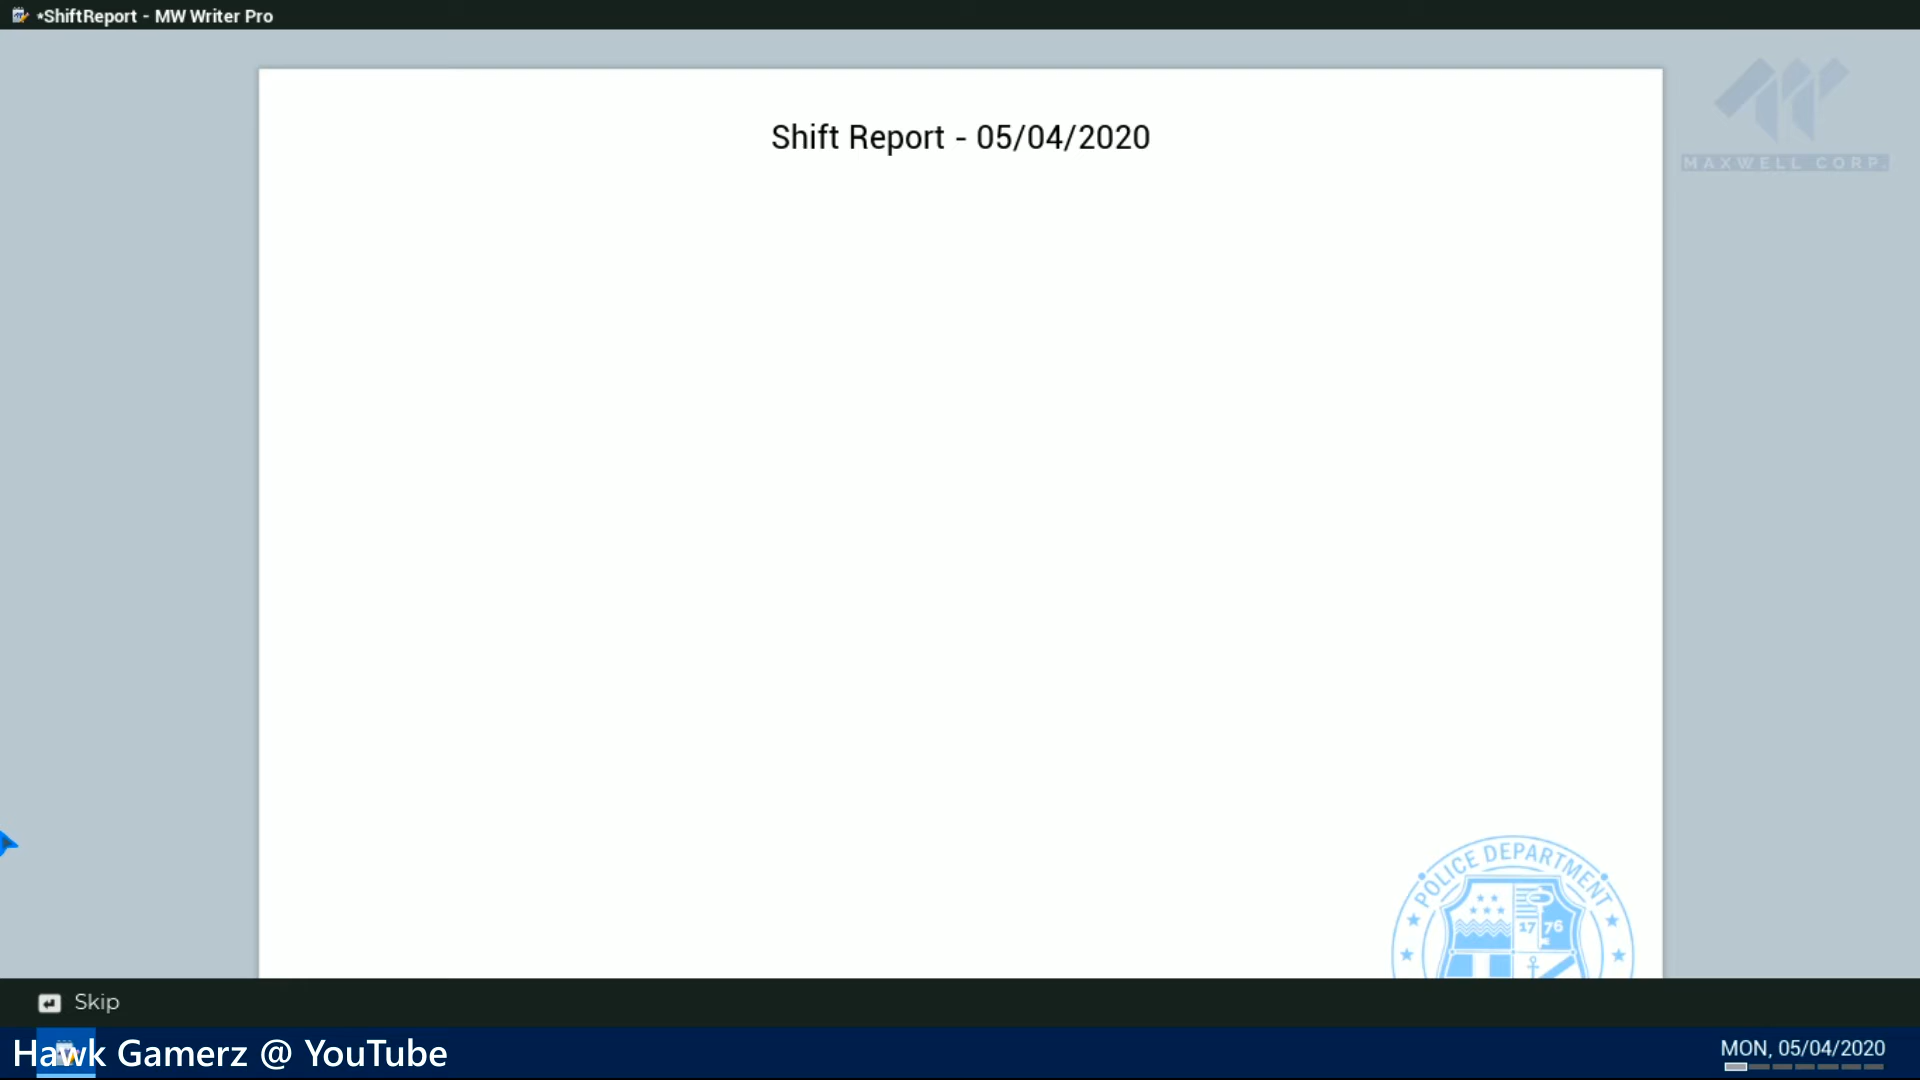 *ShiftReport - MW Writer Pro
MAXWELL CORP.
Shift Report - 05/04/2020
POLICE DEPARTMENT
17 76
Skip
Hawk Gamerz @ YouTube
MON, 05/04/2020